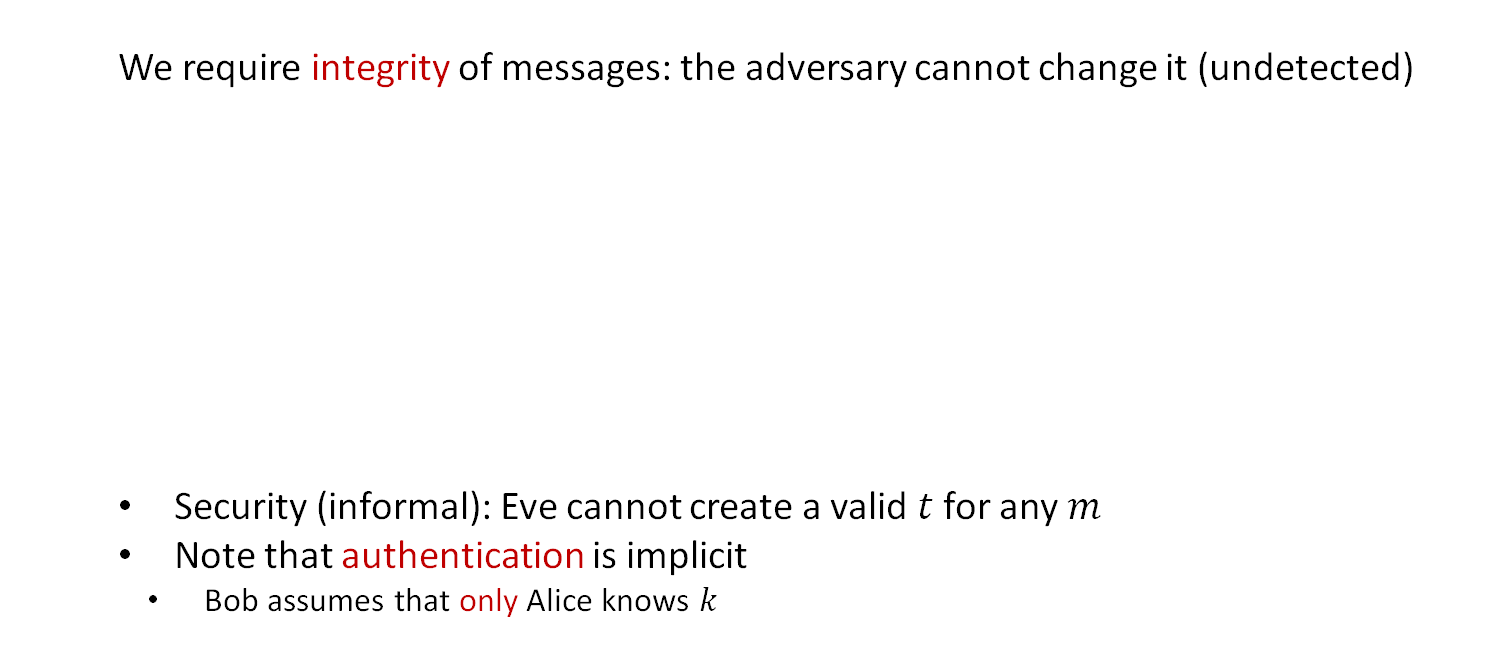 We require integrity of messages: the adversary cannot change it (undetected)
• Security (informal): Eve cannot create a valid t for any m
• Note that authentication is implicit
• Bob assumes that only Alice knows k